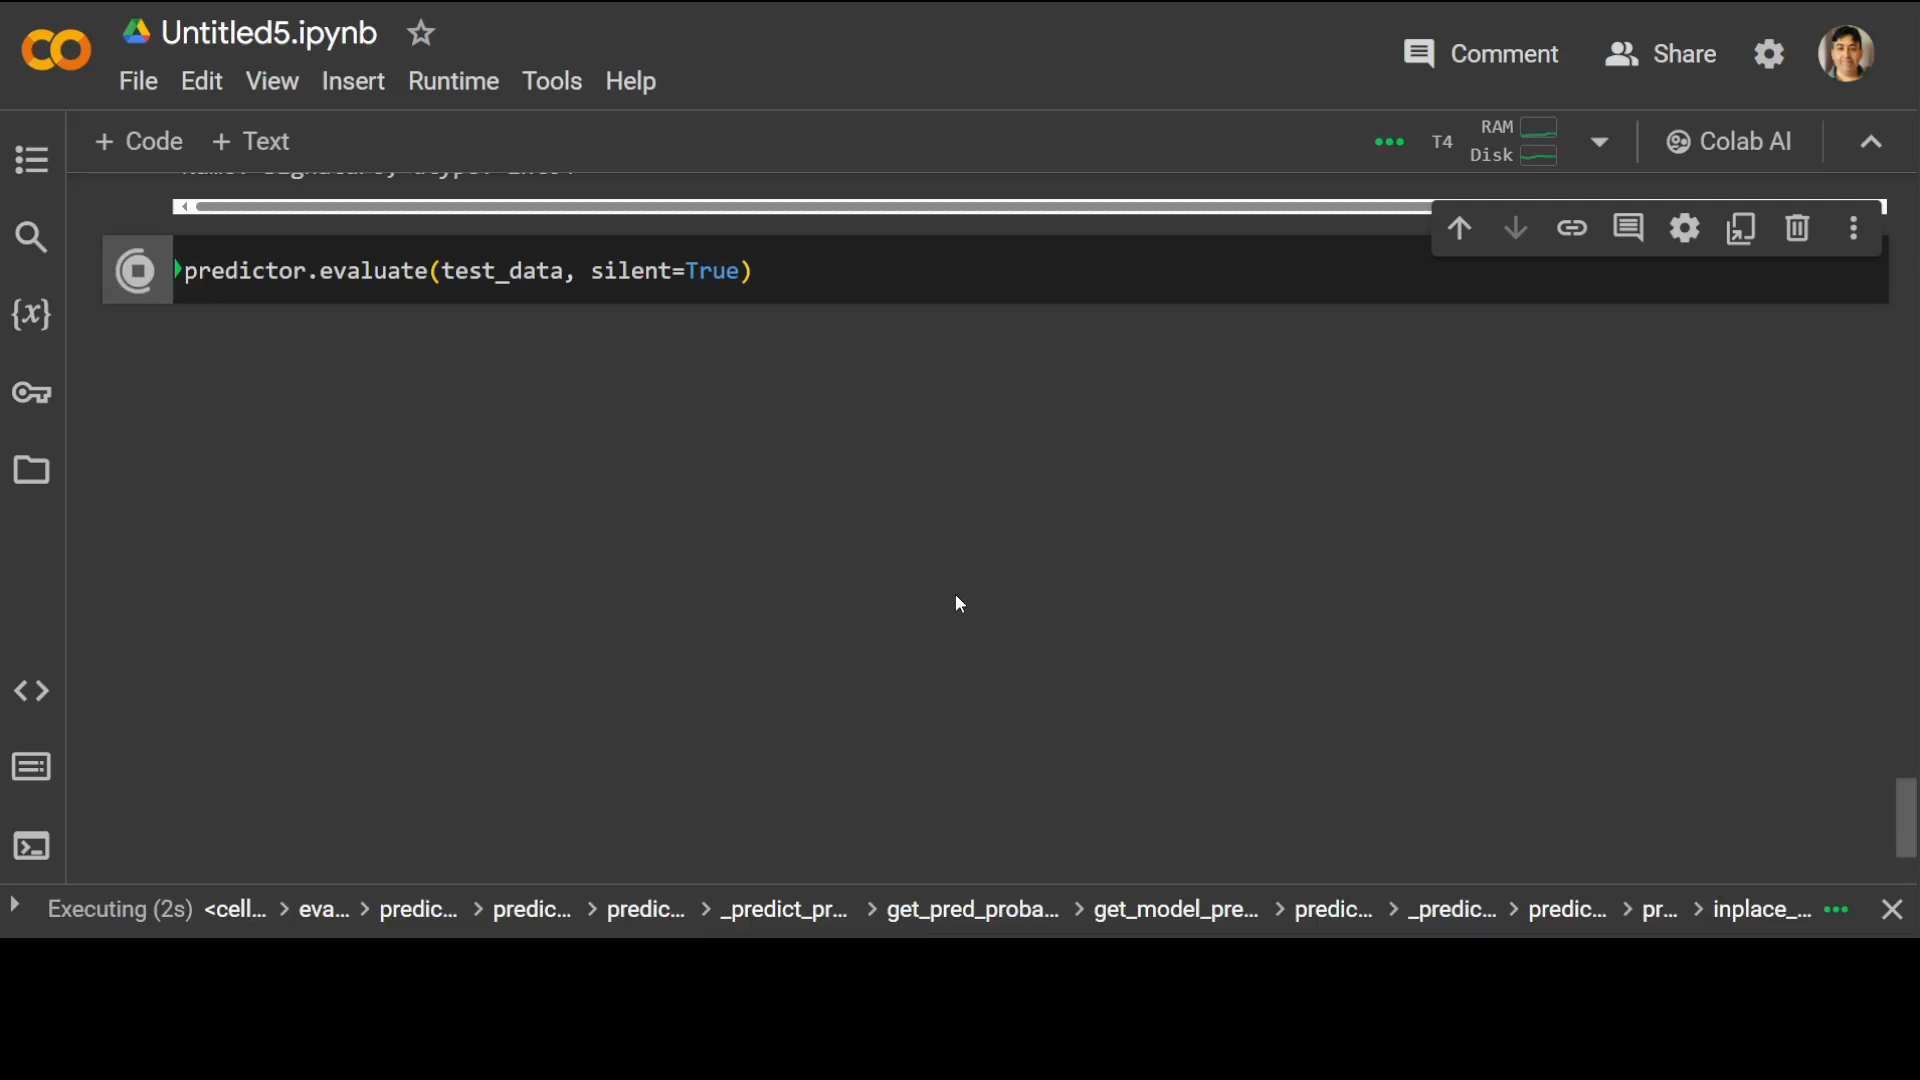 Untitled5.ipynb
File Edit View Insert Runtime Tools Help
Comment
Share
+ Code + Text
T4
RAM
Disk
Colab AI
predictor.evaluate(test_data, silent=True)
{x}
Executing (2s) <cell... > eva... > predic... > predic... > predic... > _predict_pr... > get_pred_proba... > get_model_pre... > predic... > _predic... > predic... > pr... > inplace_...